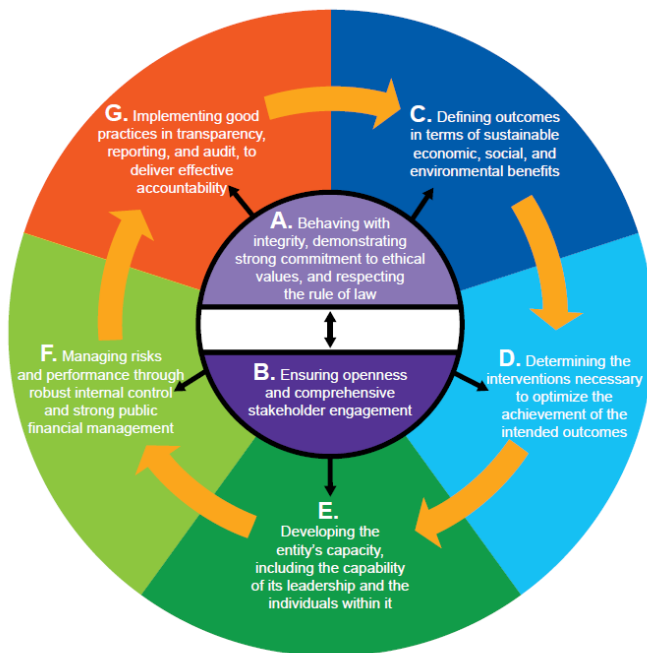 A. Behaving with
integrity, demonstrating
strong commitment to ethical
values, and respecting
the rule of law
B. Ensuring openness
and comprehensive
stakeholder engagement
C. Defining outcomes
in terms of sustainable
economic, social, and
environmental benefits
D. Determining the
interventions necessary
to optimize the
achievement of the
intended outcomes
E.
Developing the
entity's capacity,
including the capability
of its leadership and the
individuals within it
F. Managing risks
and performance through
robust internal control
and strong public
financial management
G. Implementing good
practices in transparency,
reporting, and audit, to
deliver effective
accountability